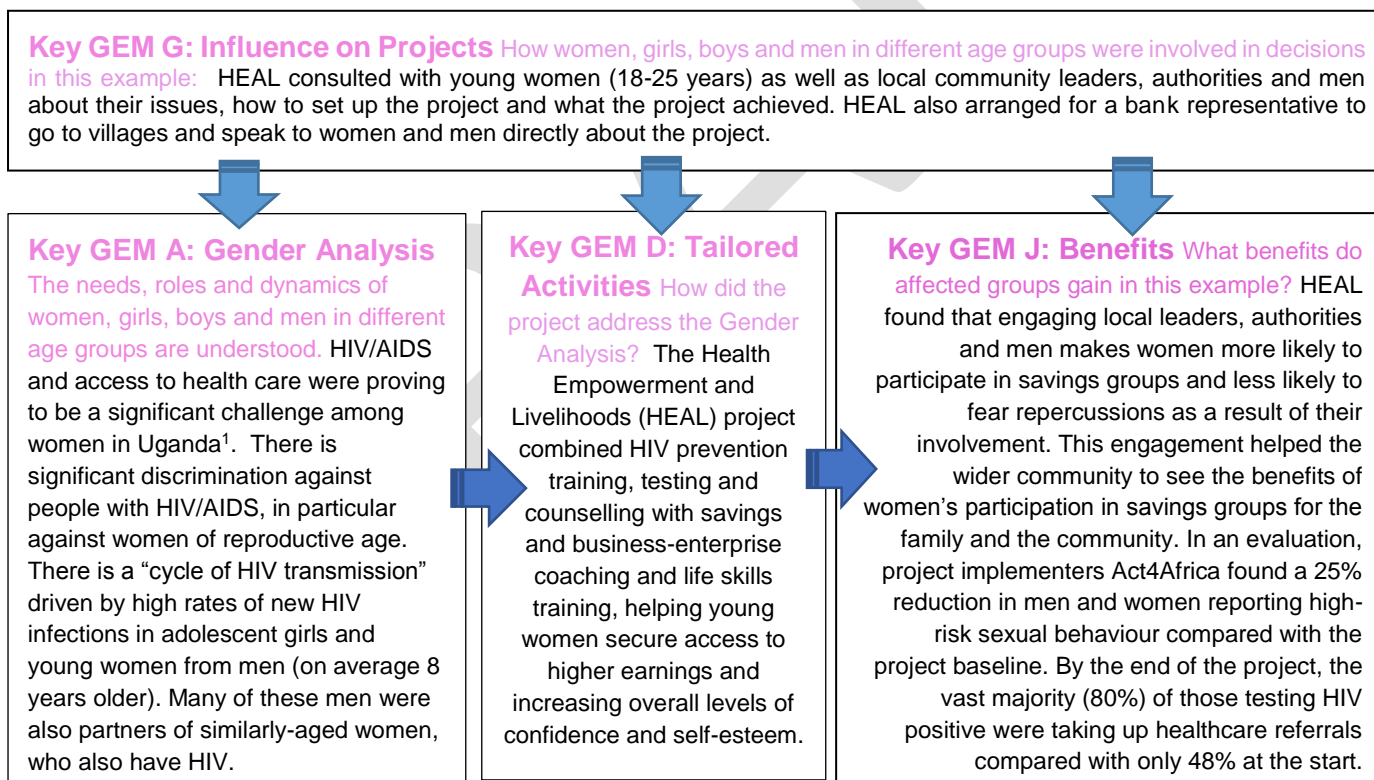 Key GEM G: Influence on Projects How women, girls, boys and men in different age groups were involved in decisions
in this example: HEAL consulted with young women (18-25 years) as well as local community leaders, authorities and men
about their issues, how to set up the project and what the project achieved. HEAL also arranged for a bank representative to
go to villages and speak to women and men directly about the project.
Key GEM A: Gender Analysis
The needs, roles and dynamics of
women, girls, boys and men in different
age groups are understood. HIV/AIDS
and access to health care were proving
to be a significant challenge among
women in Uganda¹. There is
significant discrimination against
people with HIV/AIDS, in particular
against women of reproductive age.
There is a “cycle of HIV transmission”
driven by high rates of new HIV
infections in adolescent girls and
young women from men (on average 8
years older). Many of these men were
also partners of similarly-aged women,
who also have HIV.
Key GEM D: Tailored
Activities How did the
project address the Gender
Analysis? The Health
Empowerment and
Livelihoods (HEAL) project
combined HIV prevention
training, testing and
counselling with savings
and business-enterprise
coaching and life skills
training, helping young
women secure access to
higher earnings and
increasing overall levels of
confidence and self-esteem.
Key GEM J: Benefits What benefits do
affected groups gain in this example? HEAL
found that engaging local leaders, authorities
and men makes women more likely to
participate in savings groups and less likely to
fear repercussions as a result of their
involvement. This engagement helped the
wider community to see the benefits of
women’s participation in savings groups for the
family and the community. In an evaluation,
project implementers Act4Africa found a 25%
reduction in men and women reporting high-
risk sexual behaviour compared with the
project baseline. By the end of the project, the
vast majority (80%) of those testing HIV
positive were taking up healthcare referrals
compared with only 48% at the start.